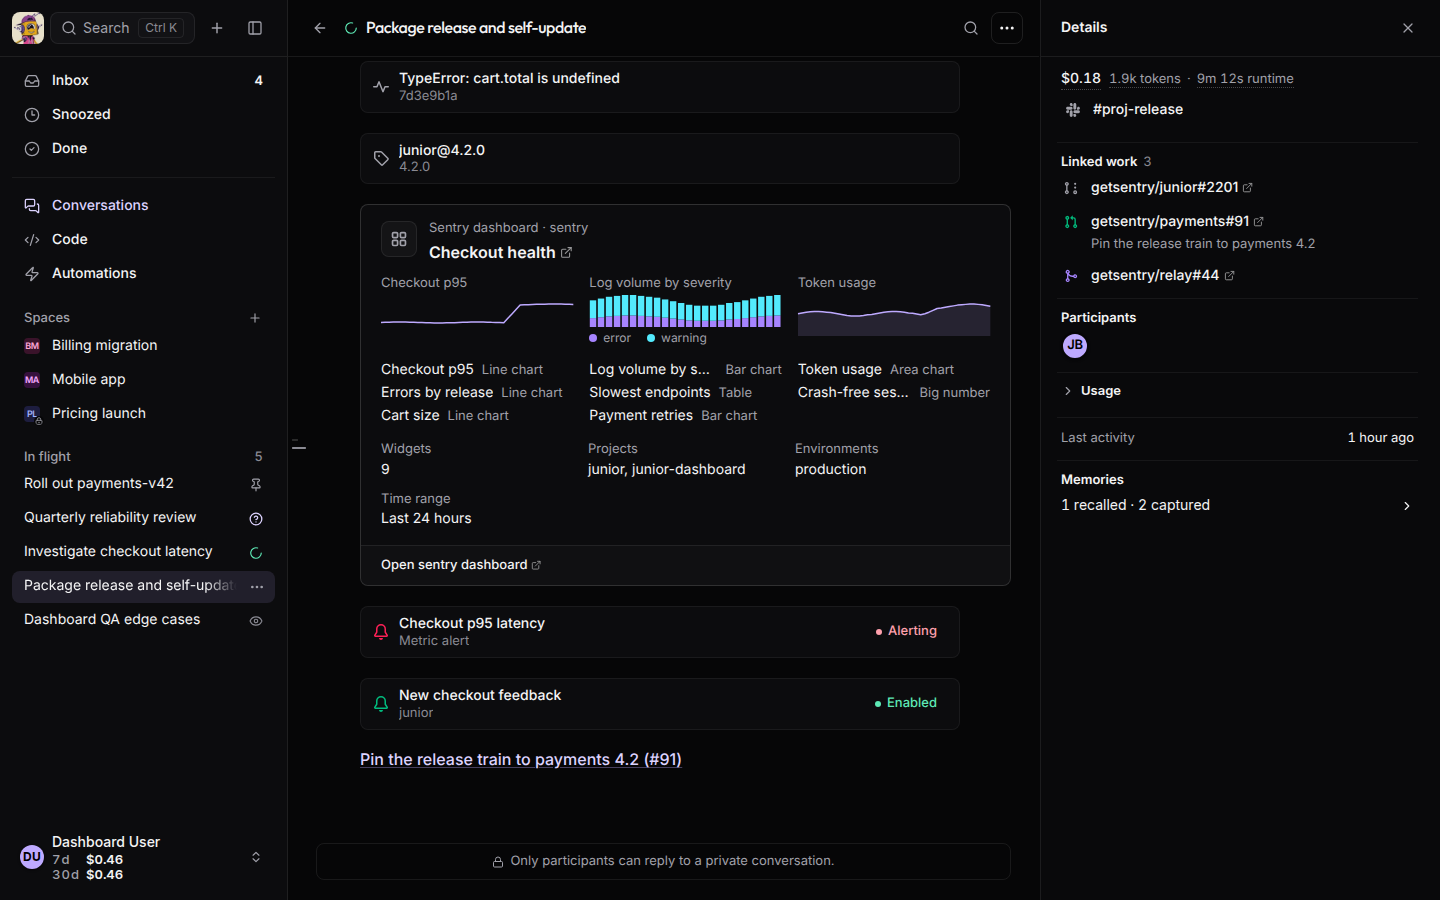 Search Ctrl K
Inbox 4
Snoozed
Done
Conversations
Code
Automations
Spaces
BM Billing migration
MA Mobile app
PL Pricing launch
In flight 5
Roll out payments-v42
Quarterly reliability review
Investigate checkout latency
Package release and self-updat
Dashboard QA edge cases
DU Dashboard User
7d $0.46
30d $0.46
Package release and self-update
TypeError: cart.total is undefined
7d3e9b1a
junior@4.2.0
4.2.0
Sentry dashboard · sentry
Checkout health
Checkout p95 Log volume by severity Token usage
error warning
Checkout p95 Line chart Log volume by s... Bar chart Token usage Area chart
Errors by release Line chart Slowest endpoints Table Crash-free ses... Big number
Cart size Line chart Payment retries Bar chart
Widgets Projects Environments
9 junior, junior-dashboard production
Time range
Last 24 hours
Open sentry dashboard
Checkout p95 latency
Metric alert
Alerting
New checkout feedback
junior
Enabled
Pin the release train to payments 4.2 (#91)
Only participants can reply to a private conversation.
Details
$0.18 1.9k tokens · 9m 12s runtime
#proj-release
Linked work 3
getsentry/junior#2201
getsentry/payments#91
Pin the release train to payments 4.2
getsentry/relay#44
Participants
JB
Usage
Last activity 1 hour ago
Memories
1 recalled · 2 captured